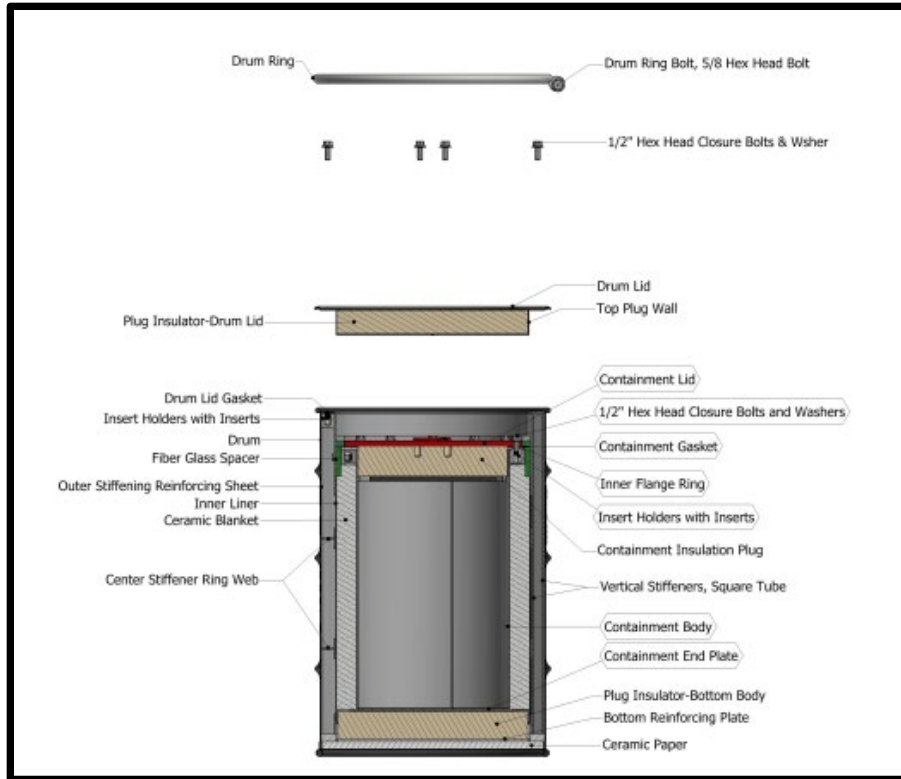 Drum Ring
Drum Ring Bolt, 5/8 Hex Head Bolt
1/2" Hex Head Closure Bolts & Wsher
Drum Lid
Top Plug Wall
Plug Insulator-Drum Lid
Containment Lid
Drum Lid Gasket
1/2" Hex Head Closure Bolts and Washers
Insert Holders with Inserts
Drum
Containment Gasket
Fiber Glass Spacer
Inner Flange Ring
Outer Stiffening Reinforcing Sheet
Inner Liner
Insert Holders with Inserts
Ceramic Blanket
Containment Insulation Plug
Center Stiffener Ring Web
Vertical Stiffeners, Square Tube
Containment Body
Containment End Plate
Plug Insulator-Bottom Body
Bottom Reinforcing Plate
Ceramic Paper